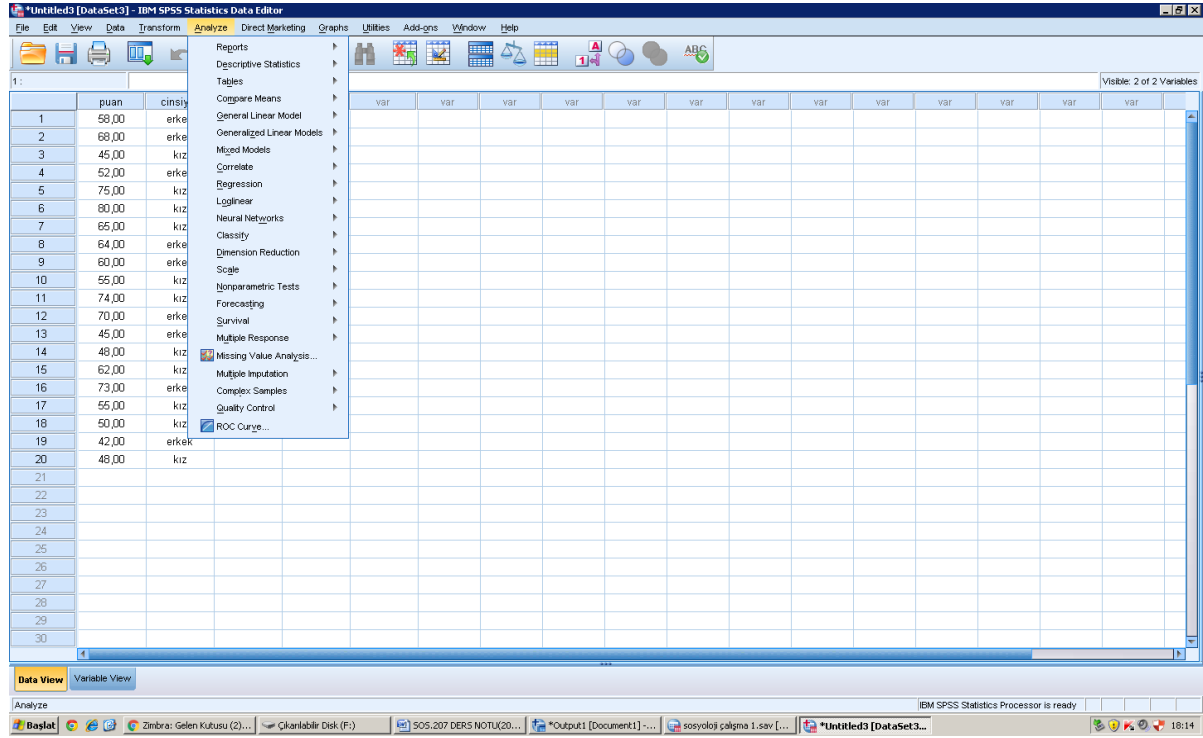 *Untitled3 [DataSet3] - IBM SPSS Statistics Data Editor
File Edit View Data Transform Analyze Direct Marketing Graphs Utilities Add-ons Window Help
1 :
Visible: 2 of 2 Variables
puan cinsiy var var var var var var var var var var var var var
1 58,00 erke
2 68,00 erke
3 45,00 kız
4 52,00 erke
5 75,00 kız
6 80,00 kız
7 65,00 kız
8 64,00 erke
9 60,00 erke
10 55,00 kız
11 74,00 kız
12 70,00 erke
13 45,00 erke
14 48,00 kız
15 62,00 kız
16 73,00 erke
17 55,00 kız
18 50,00 kız
19 42,00 erkek
20 48,00 kız
21
22
23
24
25
26
27
28
29
30
Reports
Descriptive Statistics
Tables
Compare Means
General Linear Model
Generalized Linear Models
Mixed Models
Correlate
Regression
Loglinear
Neural Networks
Classify
Dimension Reduction
Scale
Nonparametric Tests
Forecasting
Survival
Multiple Response
Missing Value Analysis...
Multiple Imputation
Complex Samples
Quality Control
ROC Curve...
Data View Variable View
Analyze
IBM SPSS Statistics Processor is ready
Başlat
Zimbra: Gelen Kutusu (2)...
Çıkarılabilir Disk (F:)
SOS.207 DERS NOTU(20...
*Output1 [Document1] -...
sosyoloji çalışma 1.sav [...
*Untitled3 [DataSet3...
18:14